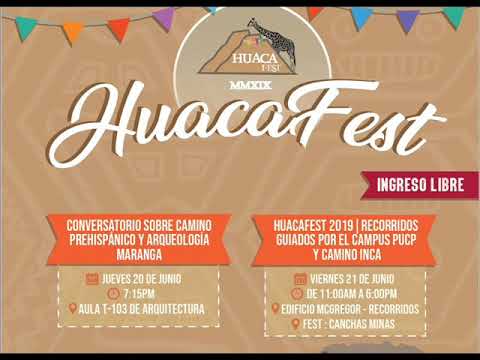 HUACA
FEST
MMXIX
HuacaFest
INGRESO LIBRE
CONVERSATORIO SOBRE CAMINO
PREHISPÁNICO Y ARQUEOLOGÍA
MARANGA
JUEVES 20 DE JUNIO
7:15PM
AULA T-103 DE ARQUITECTURA
HUACAFEST 2019 | RECORRIDOS
GUIADOS POR EL CAMPUS PUCP
Y CAMINO INCA
VIERNES 21 DE JUNIO
DE 11:00AM A 6:00PM
EDIFICIO MCGREGOR - RECORRIDOS
FEST : CANCHAS MINAS